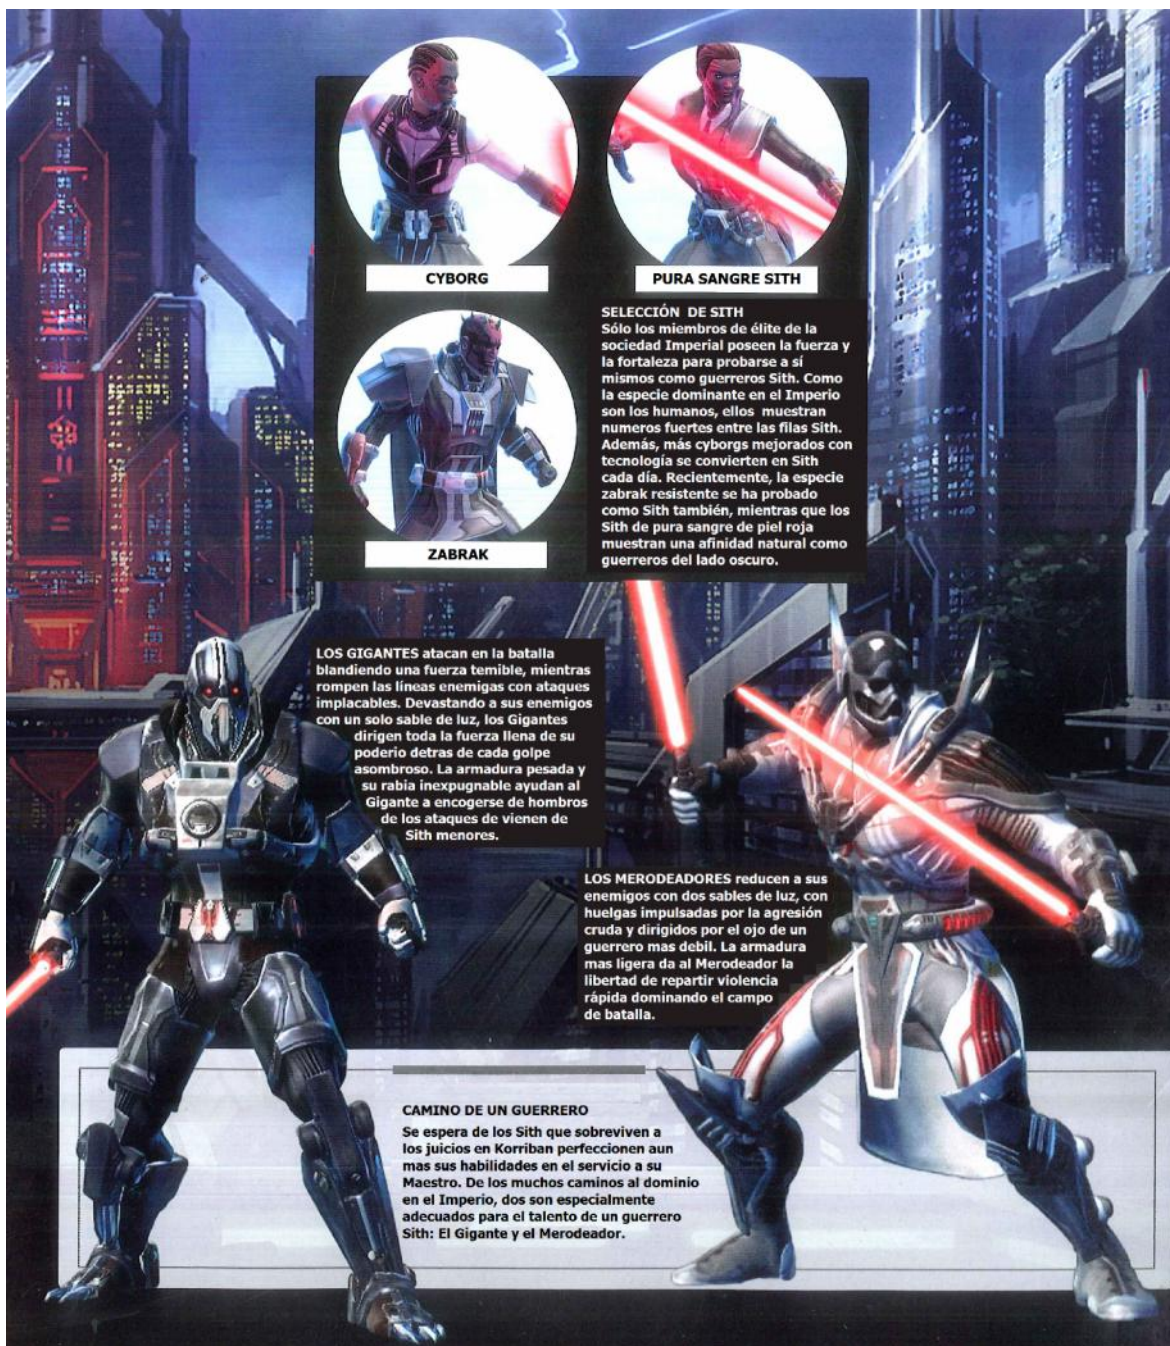 CYBORG
PURA SANGRE SITH
ZABRAK
SELECCIÓN DE SITH
Sólo los miembros de élite de la
sociedad Imperial poseen la fuerza y
la fortaleza para probarse a sí
mismos como guerreros Sith. Como
la especie dominante en el Imperio
son los humanos, ellos muestran
numeros fuertes entre las filas Sith.
Además, más cyborgs mejorados con
tecnología se convierten en Sith
cada día. Recientemente, la especie
zabrak resistente se ha probado
como Sith también, mientras que los
Sith de pura sangre de piel roja
muestran una afinidad natural como
guerreros del lado oscuro.
LOS GIGANTES atacan en la batalla
blandiendo una fuerza temible, mientras
rompen las líneas enemigas con ataques
implacables. Devastando a sus enemigos
con un solo sable de luz, los Gigantes
dirigen toda la fuerza llena de su
poderio detras de cada golpe
asombroso. La armadura pesada y
su rabia inexpugnable ayudan al
Gigante a encogerse de hombros
de los ataques de vienen de
Sith menores.
LOS MERODEADORES reducen a sus
enemigos con dos sables de luz, con
huelgas impulsadas por la agresión
cruda y dirigidos por el ojo de un
guerrero mas debil. La armadura
mas ligera da al Merodeador la
libertad de repartir violencia
rápida dominando el campo
de batalla.
CAMINO DE UN GUERRERO
Se espera de los Sith que sobreviven a
los juicios en Korriban perfeccionen aun
mas sus habilidades en el servicio a su
Maestro. De los muchos caminos al dominio
en el Imperio, dos son especialmente
adecuados para el talento de un guerrero
Sith: El Gigante y el Merodeador.